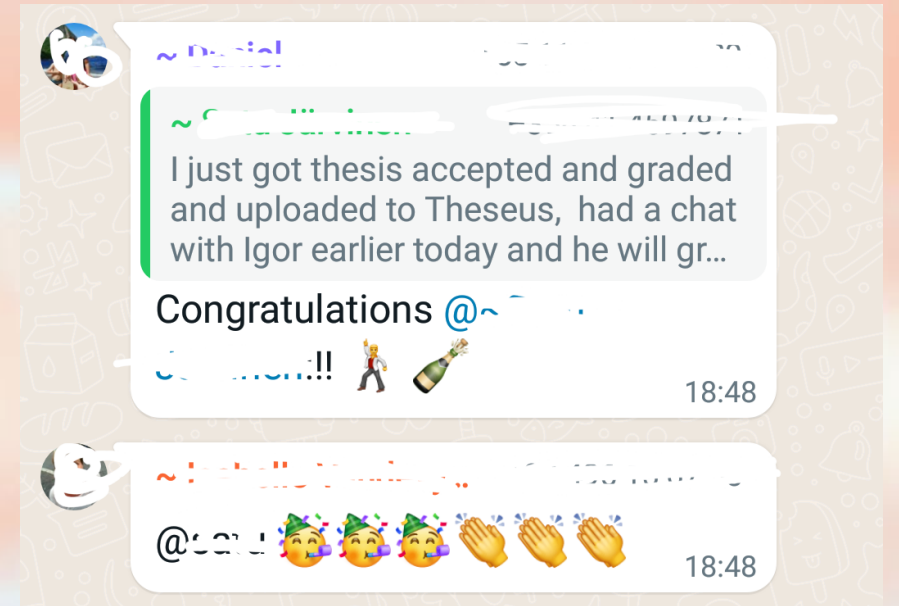 I just got thesis accepted and graded
and uploaded to Theseus, had a chat
with Igor earlier today and he will gr...
Congratulations @~
!!
18:48
18:48